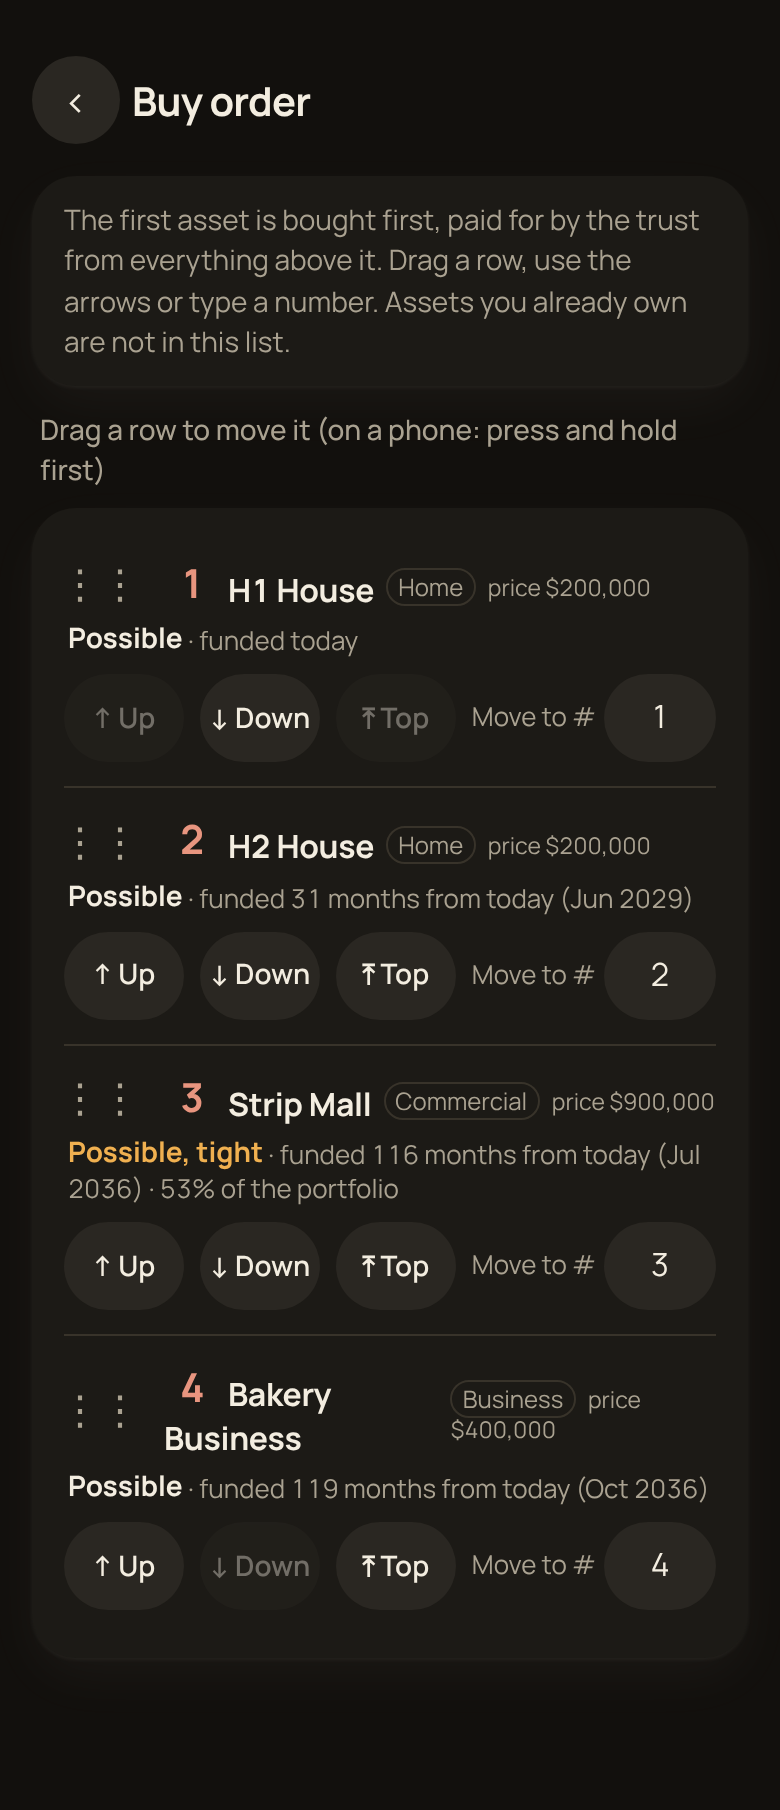 ‹ Buy order
The first asset is bought first, paid for by the trust
from everything above it. Drag a row, use the
arrows or type a number. Assets you already own
are not in this list.
Drag a row to move it (on a phone: press and hold
first)
⋮⋮ 1 H1 House Home price $200,000
Possible · funded today
↑ Up ↓ Down ⤒ Top Move to # 1
⋮⋮ 2 H2 House Home price $200,000
Possible · funded 31 months from today (Jun 2029)
↑ Up ↓ Down ⤒ Top Move to # 2
⋮⋮ 3 Strip Mall Commercial price $900,000
Possible, tight · funded 116 months from today (Jul
2036) · 53% of the portfolio
↑ Up ↓ Down ⤒ Top Move to # 3
⋮⋮ 4 Bakery Business price
Business $400,000
Possible · funded 119 months from today (Oct 2036)
↑ Up ↓ Down ⤒ Top Move to # 4